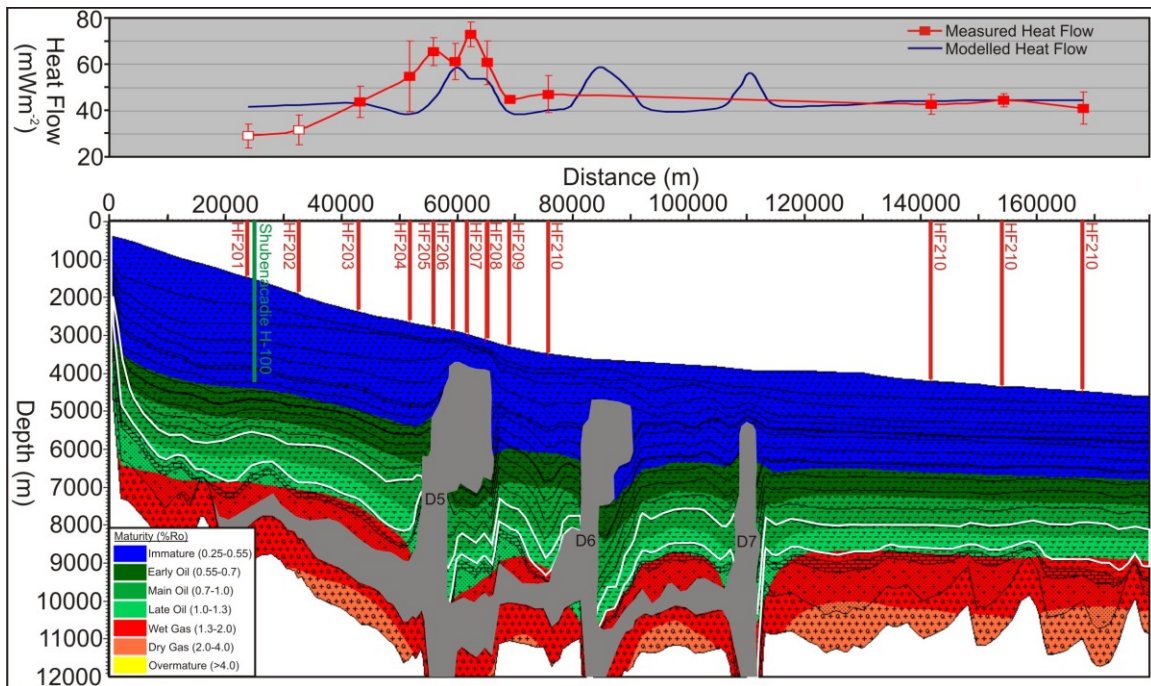 80
60
40
20
Heat Flow
(mWm-2)
Measured Heat Flow
Modelled Heat Flow
Distance (m)
0 20000 40000 60000 80000 100000 120000 140000 160000
0
1000
2000
3000
4000
5000
6000
7000
8000
9000
10000
11000
12000
Depth (m)
HF201
Shubenacadie H-100
HF202
HF203
HF204
HF205
HF206
HF207
HF208
HF209
HF210
HF210
HF210
HF210
D5
D6
D7
Maturity (%Ro)
Immature (0.25-0.55)
Early Oil (0.55-0.7)
Main Oil (0.7-1.0)
Late Oil (1.0-1.3)
Wet Gas (1.3-2.0)
Dry Gas (2.0-4.0)
Overmature (>4.0)